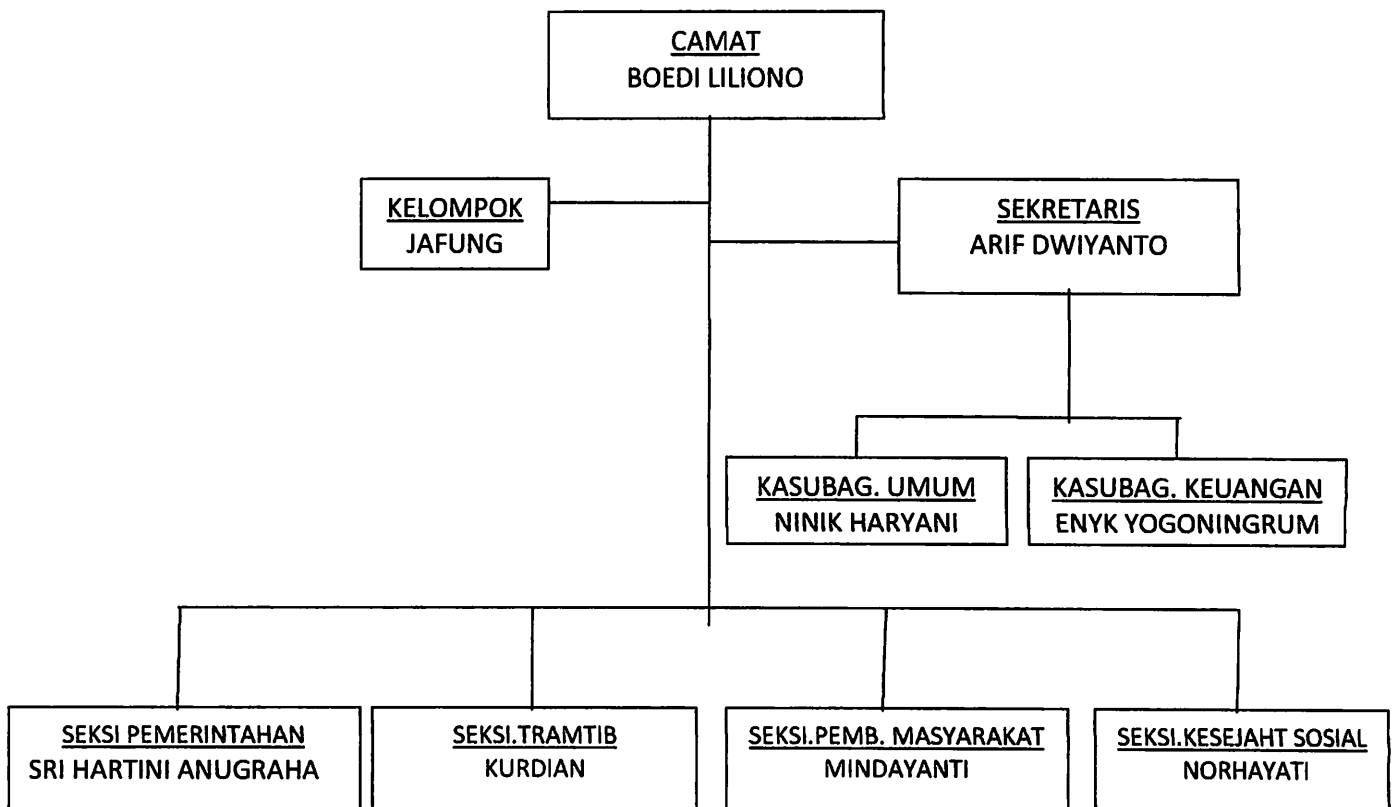 CAMAT
BOEDI LILIONO
KELOMPOK
JAFUNG
SEKRETARIS
ARIF DWIYANTO
KASUBAG. UMUM
NINIK HARYANI
KASUBAG. KEUANGAN
ENYK YOGONINGRUM
SEKSI PEMERINTAHAN
SRI HARTINI ANUGRAHA
SEKSI.TRAMTIB
KURDIAN
SEKSI.PEMB. MASYARAKAT
MINDAYANTI
SEKSI.KESEJAHT SOSIAL
NORHAYATI